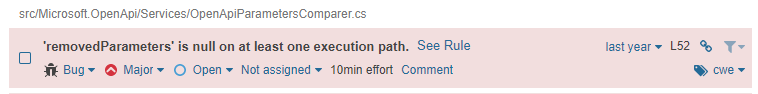 src/Microsoft.OpenApi/Services/OpenApiParametersComparer.cs
'removedParameters' is null on at least one execution path. See Rule last year L52
Bug Major Open Not assigned 10min effort Comment cwe